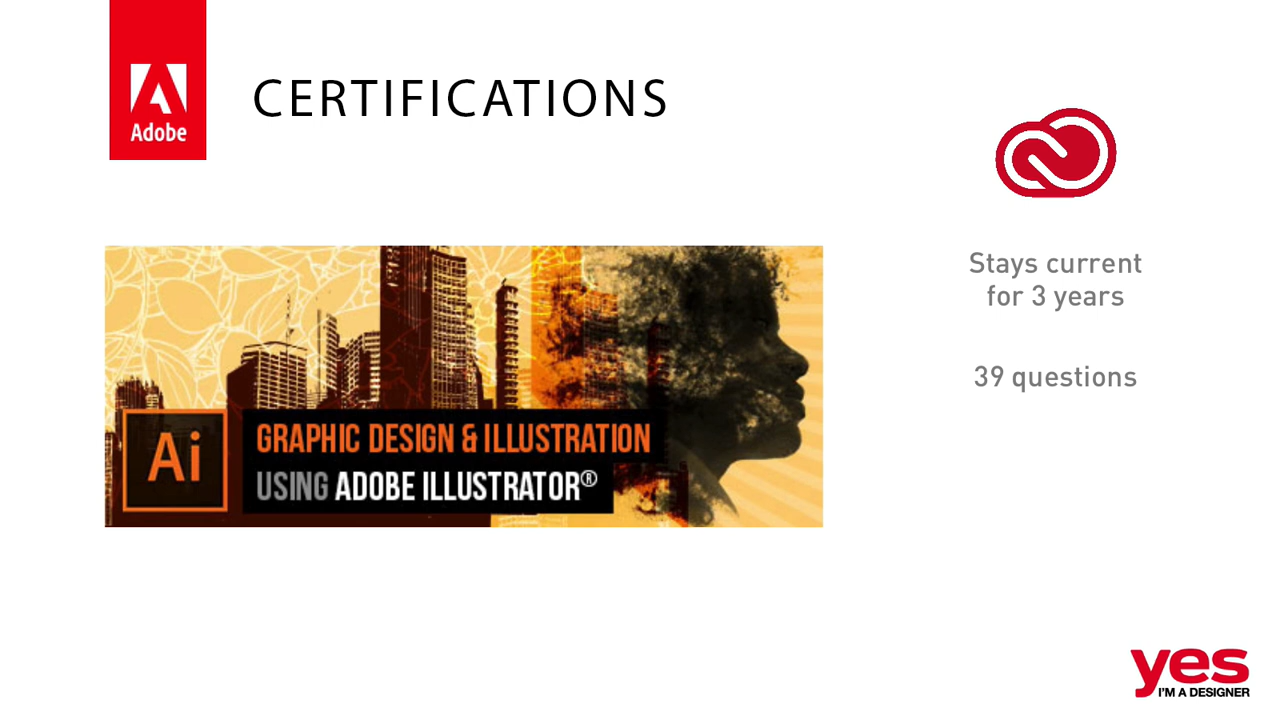 Adobe
CERTIFICATIONS
Stays current
for 3 years
39 questions
Ai
GRAPHIC DESIGN & ILLUSTRATION
USING ADOBE ILLUSTRATOR®
yes
I'M A DESIGNER